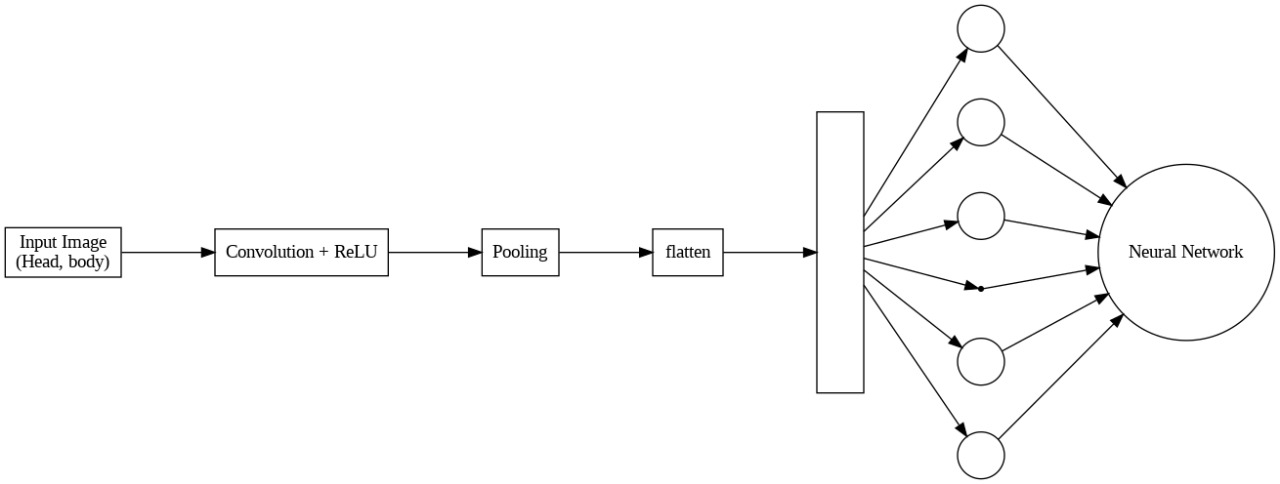 Input Image
(Head, body)
Convolution + ReLU
Pooling
flatten
Neural Network